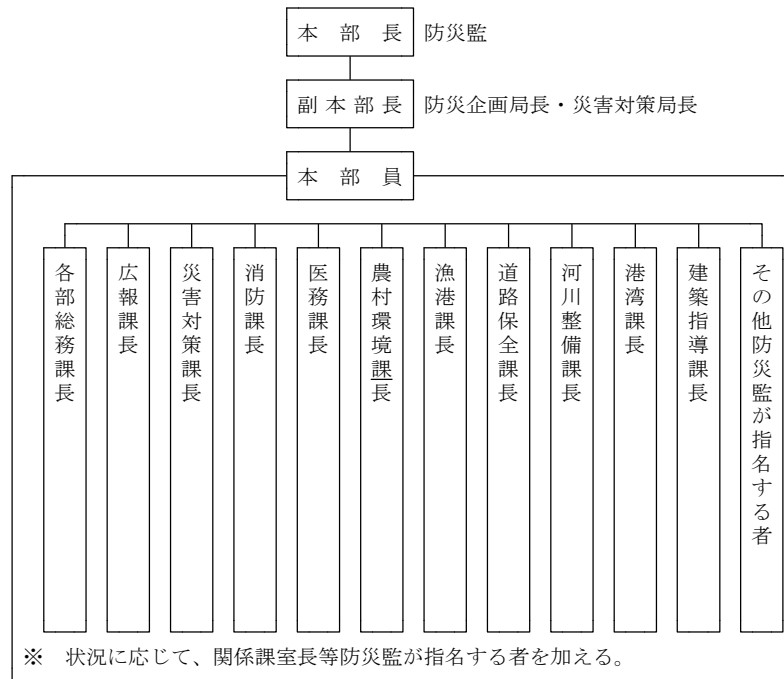 本部長 防災監
副本部長 防災企画局長・災害対策局長
本部員
各部総務課長
広報課長
災害対策課長
消防課長
医務課長
農村環境課長
漁港課長
道路保全課長
河川整備課長
港湾課長
建築指導課長
その他防災監が指名する者
※ 状況に応じて、関係課室長等防災監が指名する者を加える。